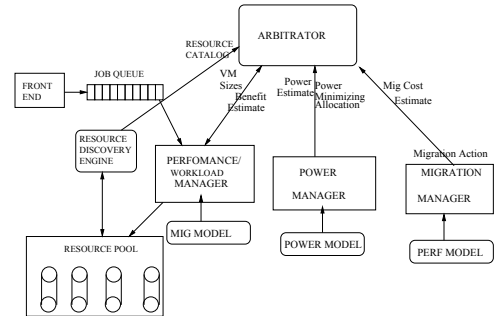 RESOURCE
CATALOG
ARBITRATOR
JOB QUEUE
FRONT
END
VM
Sizes
Benefit
Estimate
Power
Estimate
Power
Minimizing
Allocation
Mig Cost
Estimate
RESOURCE
DISCOVERY
ENGINE
PERFOMANCE/
WORKLOAD
MANAGER
POWER
MANAGER
Migration Action
MIGRATION
MANAGER
MIG MODEL
POWER MODEL
PERF MODEL
RESOURCE POOL